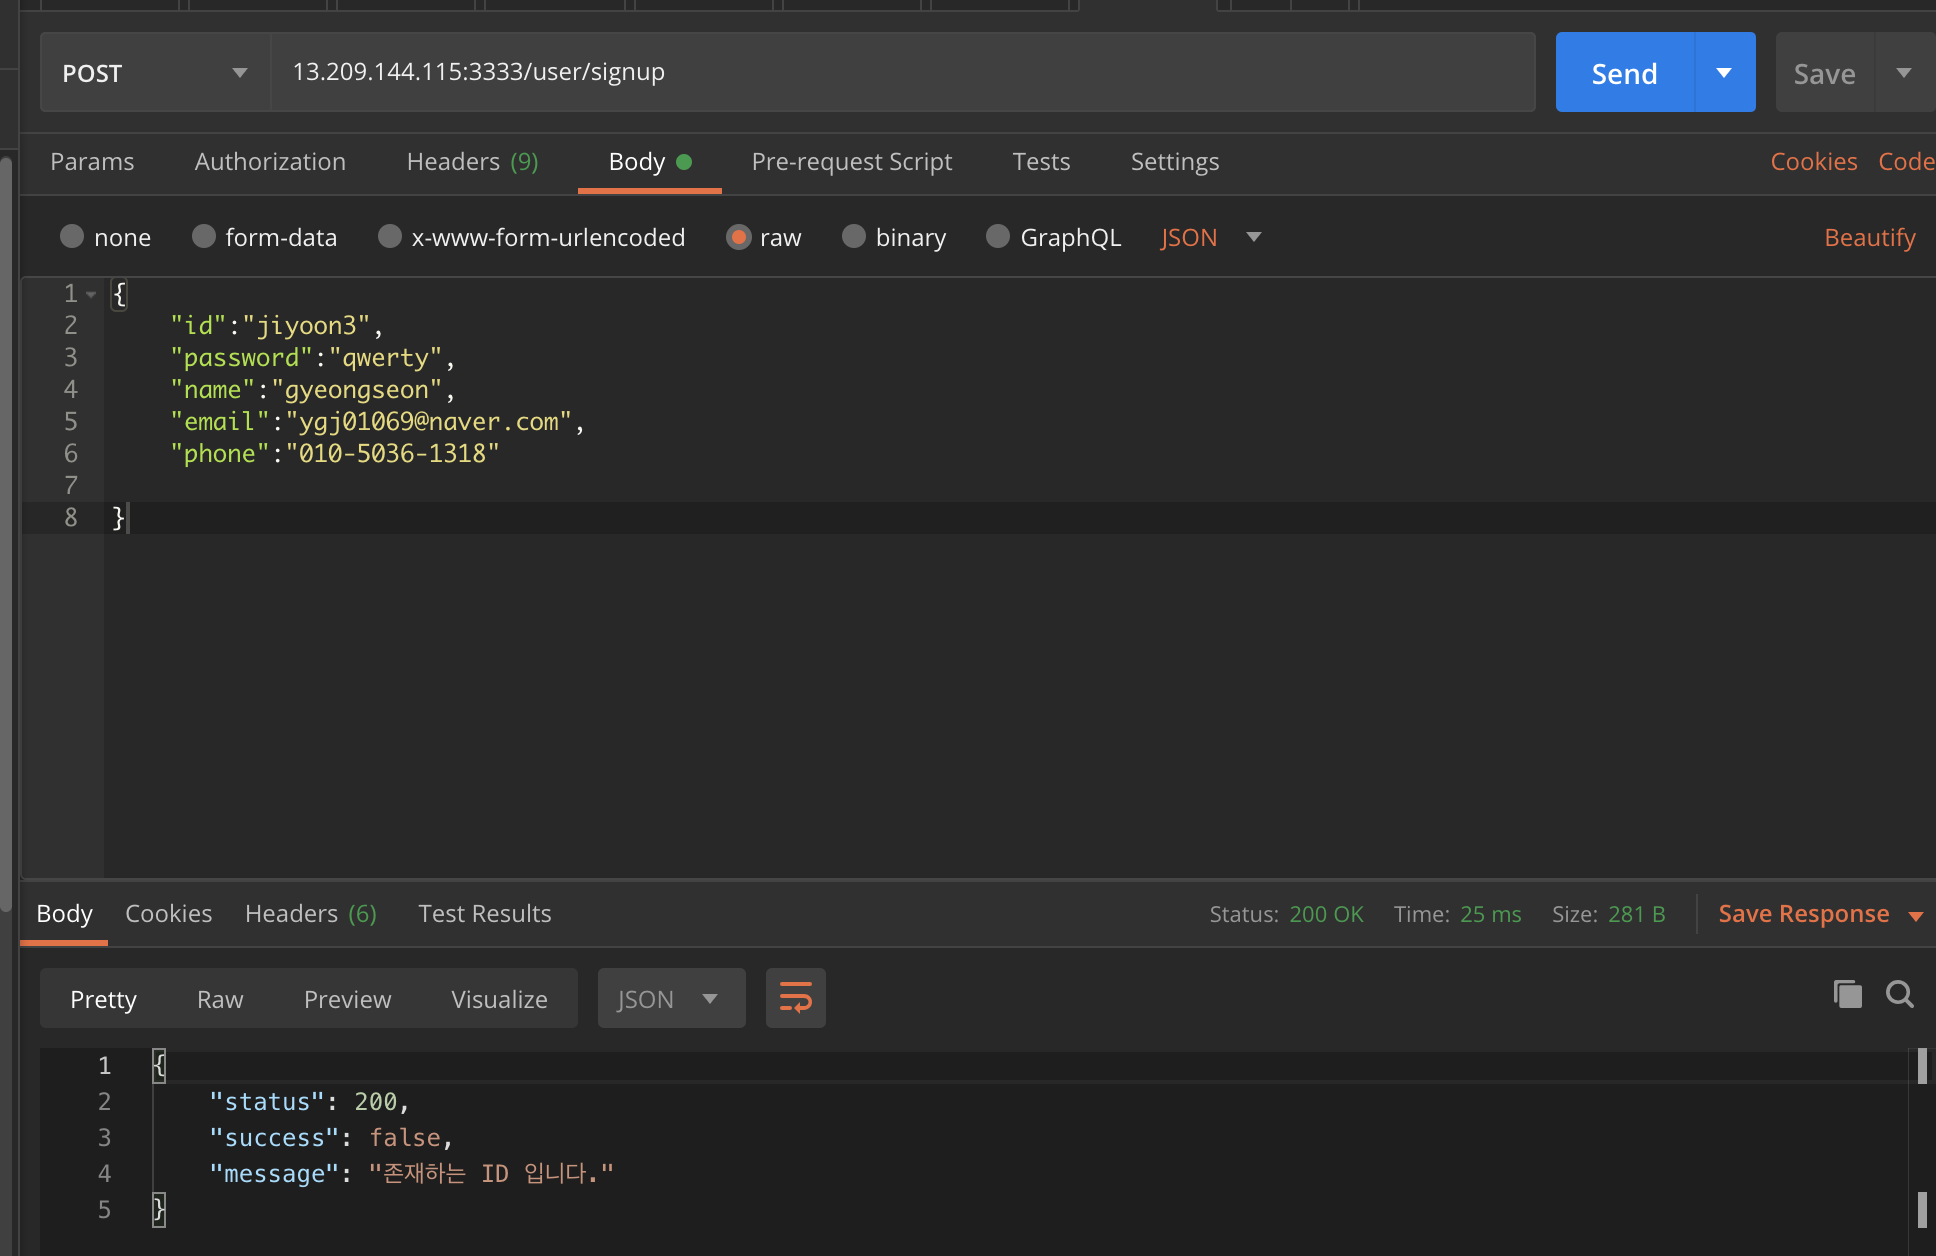 POST 13.209.144.115:3333/user/signup Send Save
Params Authorization Headers (9) Body Pre-request Script Tests Settings Cookies Code
none form-data x-www-form-urlencoded raw binary GraphQL JSON Beautify
1 {
2 "id":"jiyoon3",
3 "password":"qwerty",
4 "name":"gyeongseon",
5 "email":"ygj01069@naver.com",
6 "phone":"010-5036-1318"
7
8 }
Body Cookies Headers (6) Test Results Status: 200 OK Time: 25 ms Size: 281 B Save Response
Pretty Raw Preview Visualize JSON
1 {
2 "status": 200,
3 "success": false,
4 "message": "존재하는 ID 입니다."
5 }